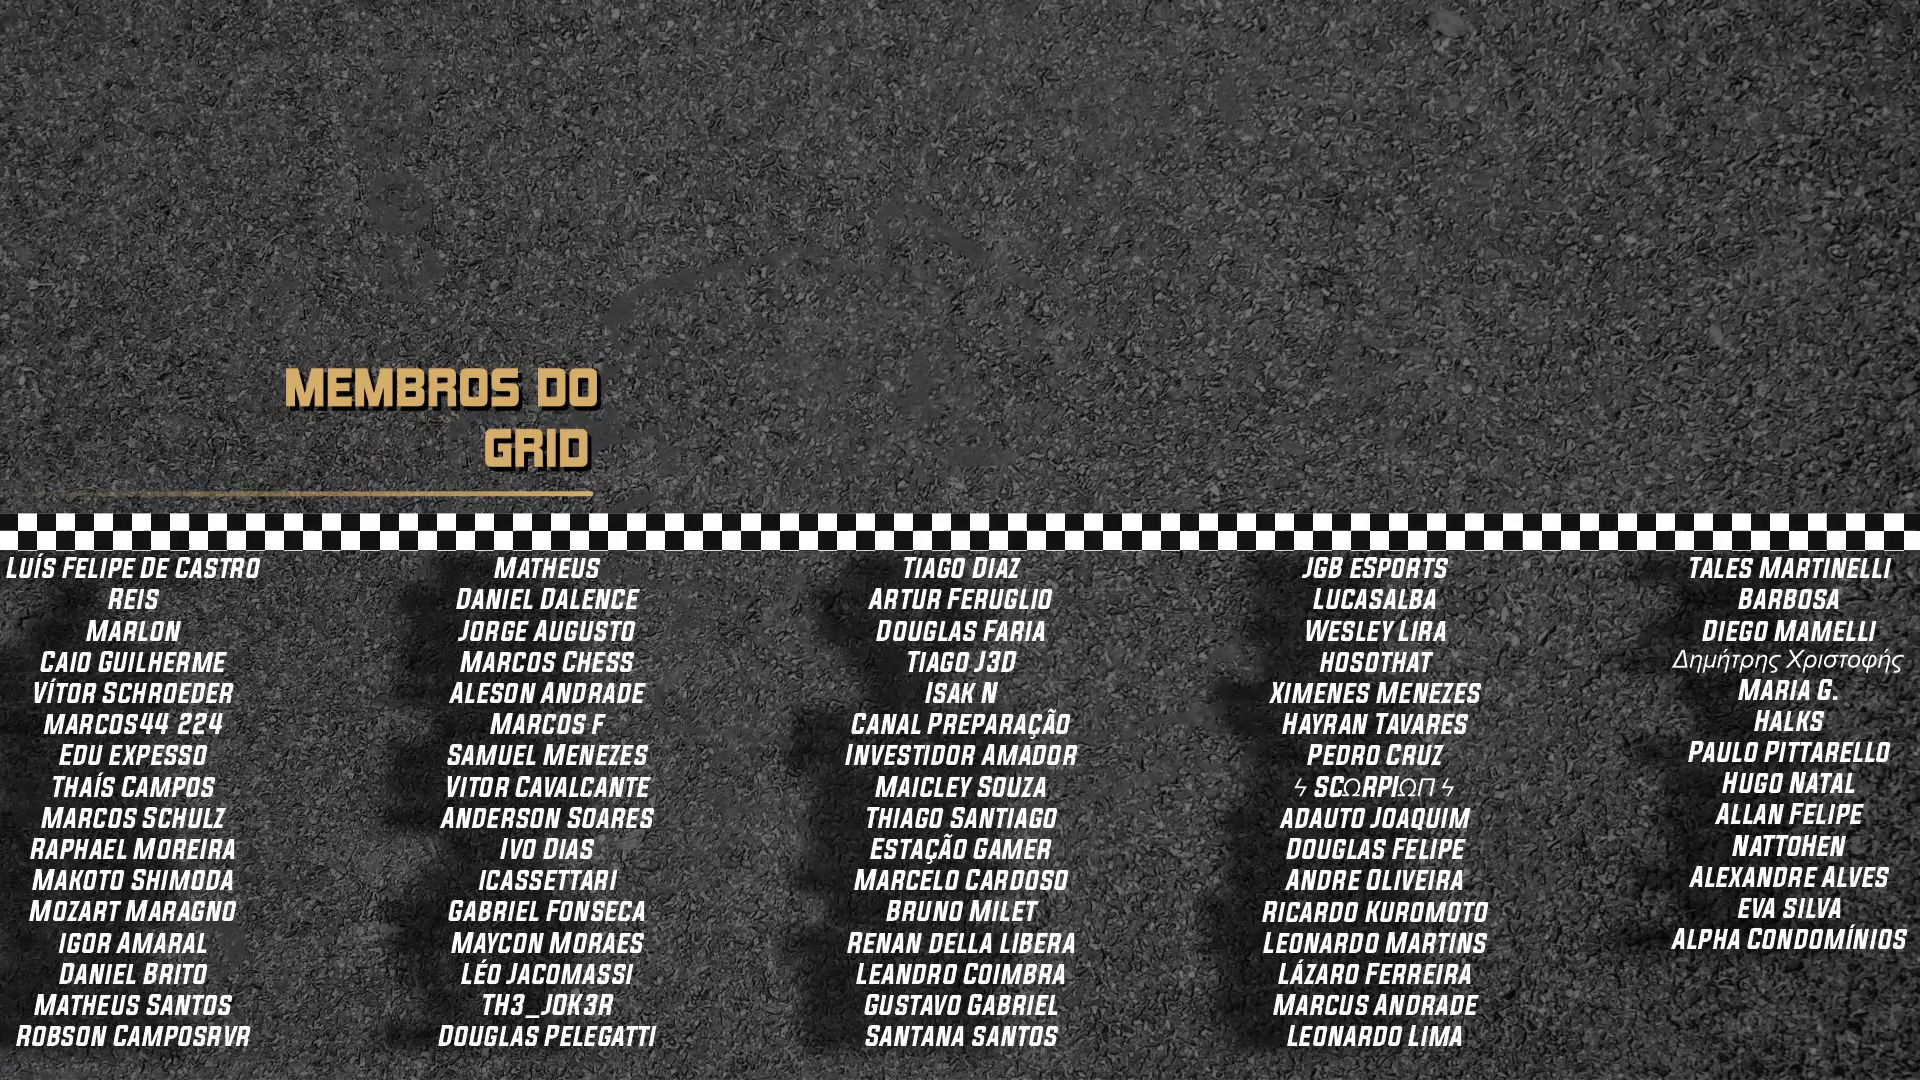 MEMBROS DO
GRID
LUÍS FELIPE DE CASTRO
REIS
MARLON
CAIO GUILHERME
VÍTOR SCHROEDER
MARCOS44 224
EDU EXPESSO
THAÍS CAMPOS
MARCOS SCHULZ
RAPHAEL MOREIRA
MAKOTO SHIMODA
MOZART MARAGNO
IGOR AMARAL
DANIEL BRITO
MATHEUS SANTOS
ROBSON CAMPOSRVR
MATHEUS
DANIEL DALENCE
JORGE AUGUSTO
MARCOS CHESS
ALESON ANDRADE
MARCOS F
SAMUEL MENEZES
VITOR CAVALCANTE
ANDERSON SOARES
IVO DIAS
ICASSETTARI
GABRIEL FONSECA
MAYCON MORAES
LÉO JACOMASSI
TH3_JOK3R
DOUGLAS PELEGATTI
TIAGO DIAZ
ARTUR FERUGLIO
DOUGLAS FARIA
TIAGO J3D
ISAK N
CANAL PREPARAÇÃO
INVESTIDOR AMADOR
MAICLEY SOUZA
THIAGO SANTIAGO
ESTAÇÃO GAMER
MARCELO CARDOSO
BRUNO MILET
RENAN DELLA LIBERA
LEANDRO COIMBRA
GUSTAVO GABRIEL
SANTANA SANTOS
JGB ESPORTS
LUCASALBA
WESLEY LIRA
HOSOTHAT
XIMENES MENEZES
HAYRAN TAVARES
PEDRO CRUZ
ϟ SCΩRPIΩΠ ϟ
ADAUTO JOAQUIM
DOUGLAS FELIPE
ANDRE OLIVEIRA
RICARDO KUROMOTO
LEONARDO MARTINS
LÁZARO FERREIRA
MARCUS ANDRADE
LEONARDO LIMA
TALES MARTINELLI
BARBOSA
DIEGO MAMELLI
Δημήτρης Χριστοφής
MARIA G.
HALKS
PAULO PITTARELLO
HUGO NATAL
ALLAN FELIPE
NATTOHEN
ALEXANDRE ALVES
EVA SILVA
ALPHA CONDOMÍNIOS